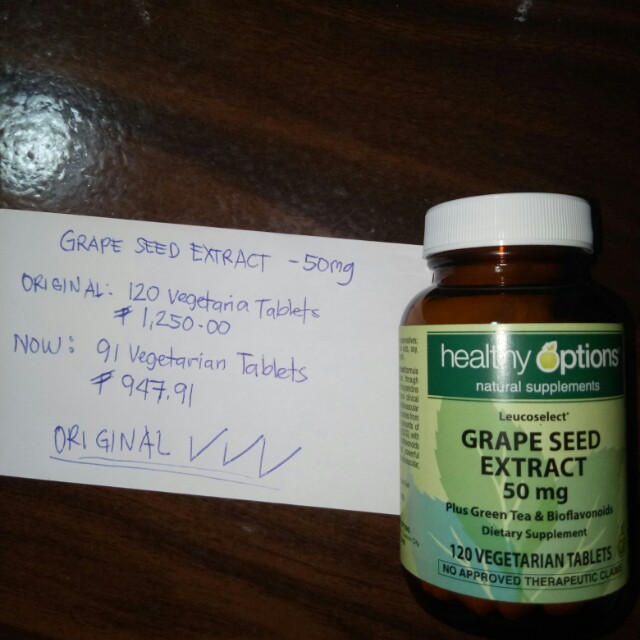 GRAPE SEED EXTRACT - 50mg
ORIGINAL: 120 Vegetaria Tablets
₱ 1,250.00
NOW: 91 Vegetarian Tablets
₱ 947.91
ORIGINAL
healthy options
natural supplements
Leucoselect
GRAPE SEED
EXTRACT
50 mg
Plus Green Tea & Bioflavonoids
Dietary Supplement
120 VEGETARIAN TABLETS
NO APPROVED THERAPEUTIC CLAIMS